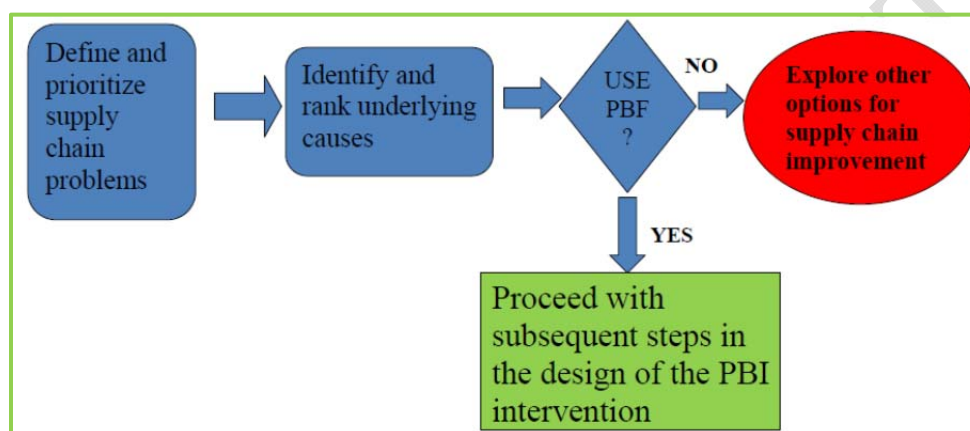 Define and
prioritize
supply
chain
problems
Identify and
rank underlying
causes
USE
PBF
?
NO
Explore other
options for
supply chain
improvement
YES
Proceed with
subsequent steps in
the design of the PBI
intervention